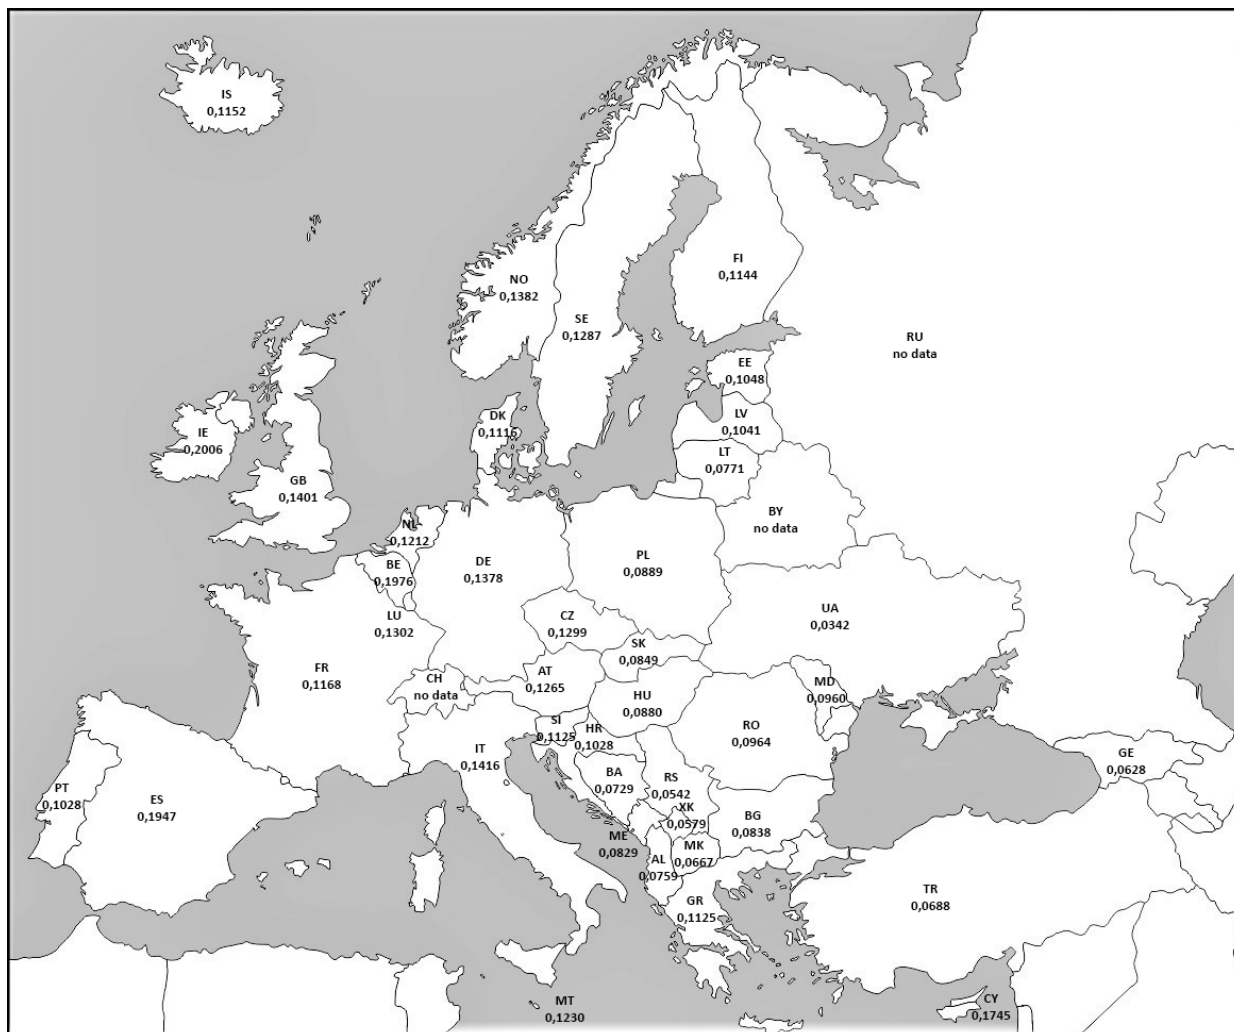 IS
0,1152
NO
0,1382
SE
0,1287
FI
0,1144
RU
no data
EE
0,1048
DK
0,1116
LV
0,1041
IE
0,2006
LT
0,0771
GB
0,1401
BY
no data
NL
0,1212
BE
0,1976
DE
0,1378
PL
0,0889
LU
0,1302
CZ
0,1299
UA
0,0342
FR
0,1168
SK
0,0849
CH
no data
AT
0,1265
HU
0,0880
MD
0,0960
SI
0,1125
HR
0,1028
RO
0,0964
IT
0,1416
GE
0,0628
PT
0,1028
ES
0,1947
BA
0,0729
RS
0,0542
XK
0,0579
BG
0,0838
ME
0,0829
MK
0,0667
AL
0,0759
TR
0,0688
GR
0,1125
MT
0,1230
CY
0,1745